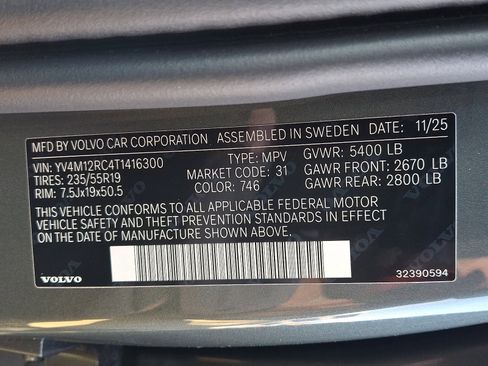 MFD BY VOLVO CAR CORPORATION ASSEMBLED IN SWEDEN DATE: 11/25
VIN: YV4M12RC4T1416300 TYPE: MPV GVWR: 5400 LB
TIRES: 235/55R19 MARKET: 31 GAWR FRONT: 2670 LB
RIM: 7.5Jx19x50.5 COLOR: 746 GAWR REAR: 2800 LB
THIS VEHICLE CONFORMS TO ALL APPLICABLE FEDERAL MOTOR
VEHICLE SAFETY AND THEFT PREVENTION STANDARDS IN EFFECT
ON THE DATE OF MANUFACTURE SHOWN ABOVE.
VOLVO 32390594